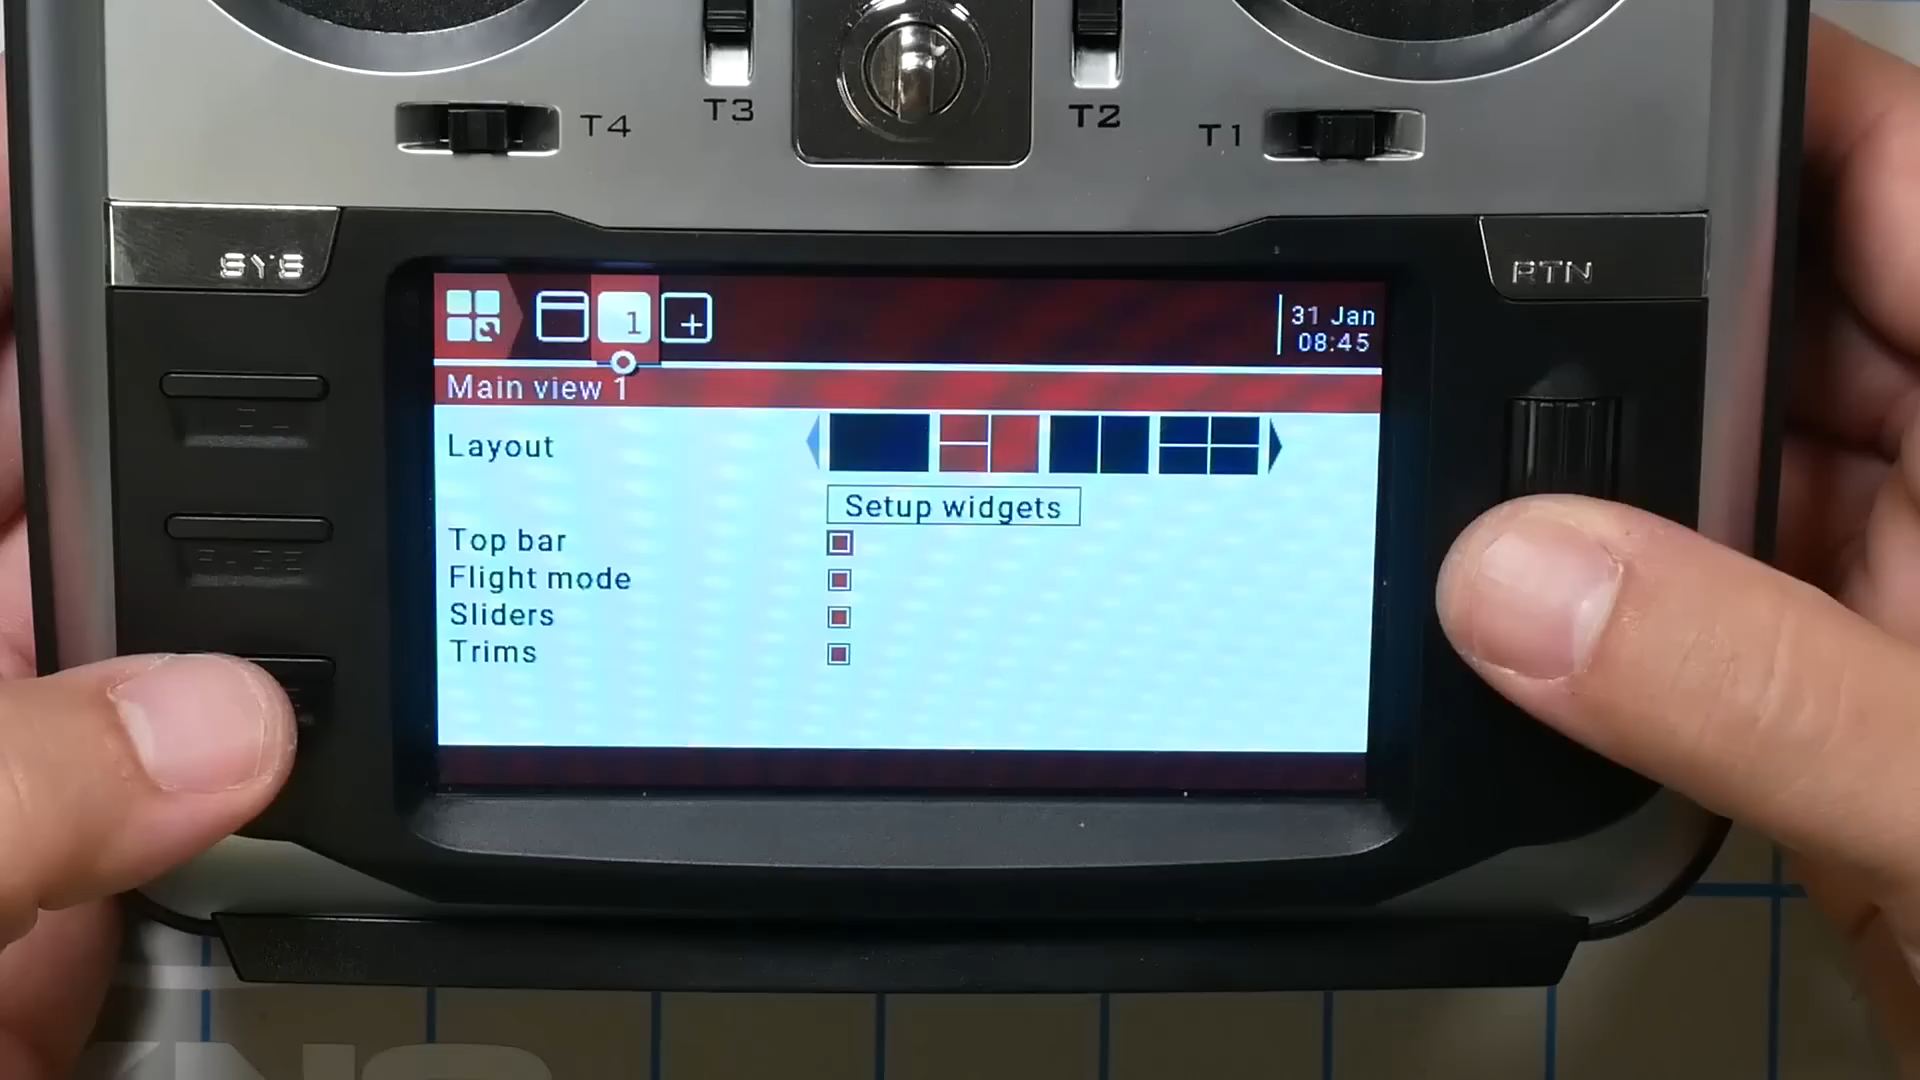 T4
T3
T2
T1
SYS
RTN
1
31 Jan
08:45
Main view 1
Layout
Setup widgets
Top bar
Flight mode
Sliders
Trims